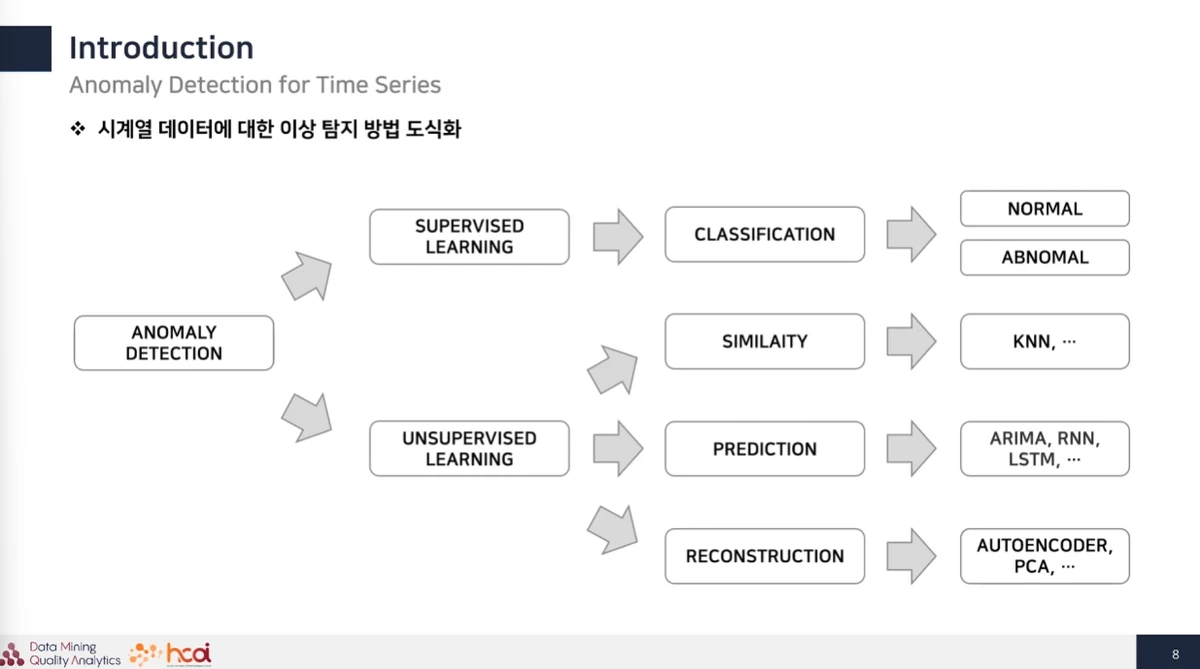 Introduction
Anomaly Detection for Time Series
❖ 시계열 데이터에 대한 이상 탐지 방법 도식화
ANOMALY
DETECTION
SUPERVISED
LEARNING
CLASSIFICATION
NORMAL
ABNOMAL
UNSUPERVISED
LEARNING
SIMILAITY
KNN, ⋯
PREDICTION
ARIMA, RNN,
LSTM, ⋯
RECONSTRUCTION
AUTOENCODER,
PCA, ⋯
Data Mining
Quality Analytics
hcai
8